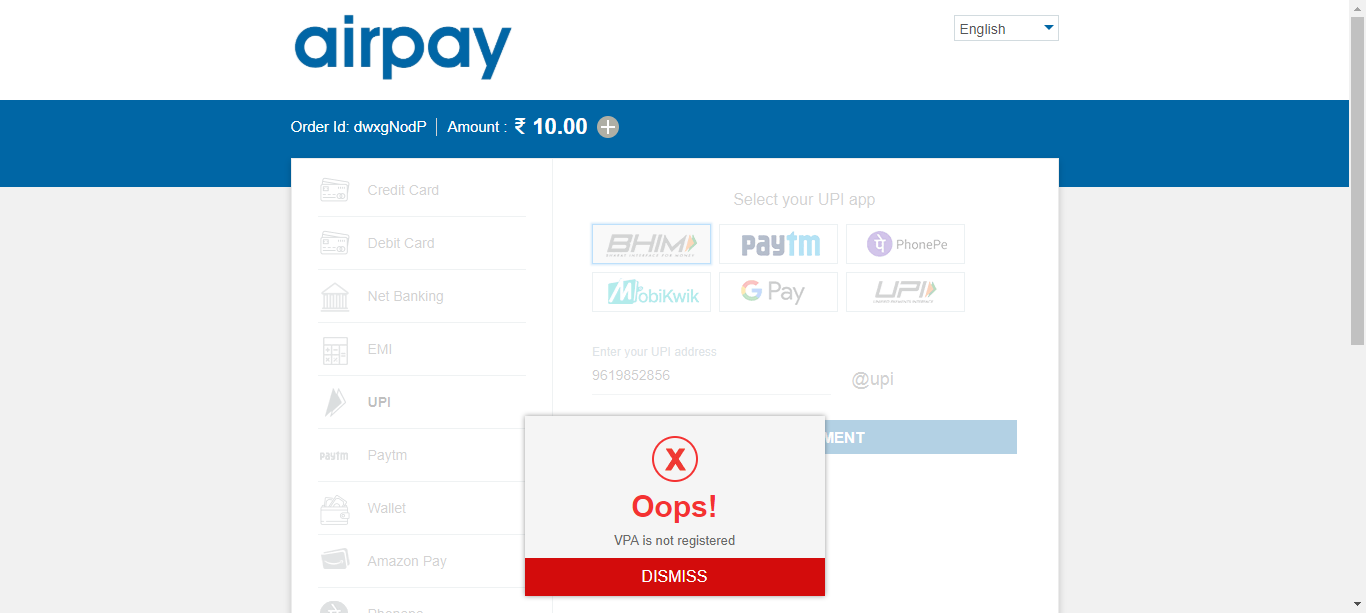 airpay
English
Order Id: dwxgNodP | Amount : ₹ 10.00
Credit Card
Debit Card
Net Banking
EMI
UPI
Paytm
Paytm
Wallet
Amazon Pay
Phonepe
Select your UPI app
BHIM
paytm
PhonePe
MobiKwik
G Pay
UPI
Enter your UPI address
9619852856
@upi
MENT
X
Oops!
VPA is not registered
DISMISS